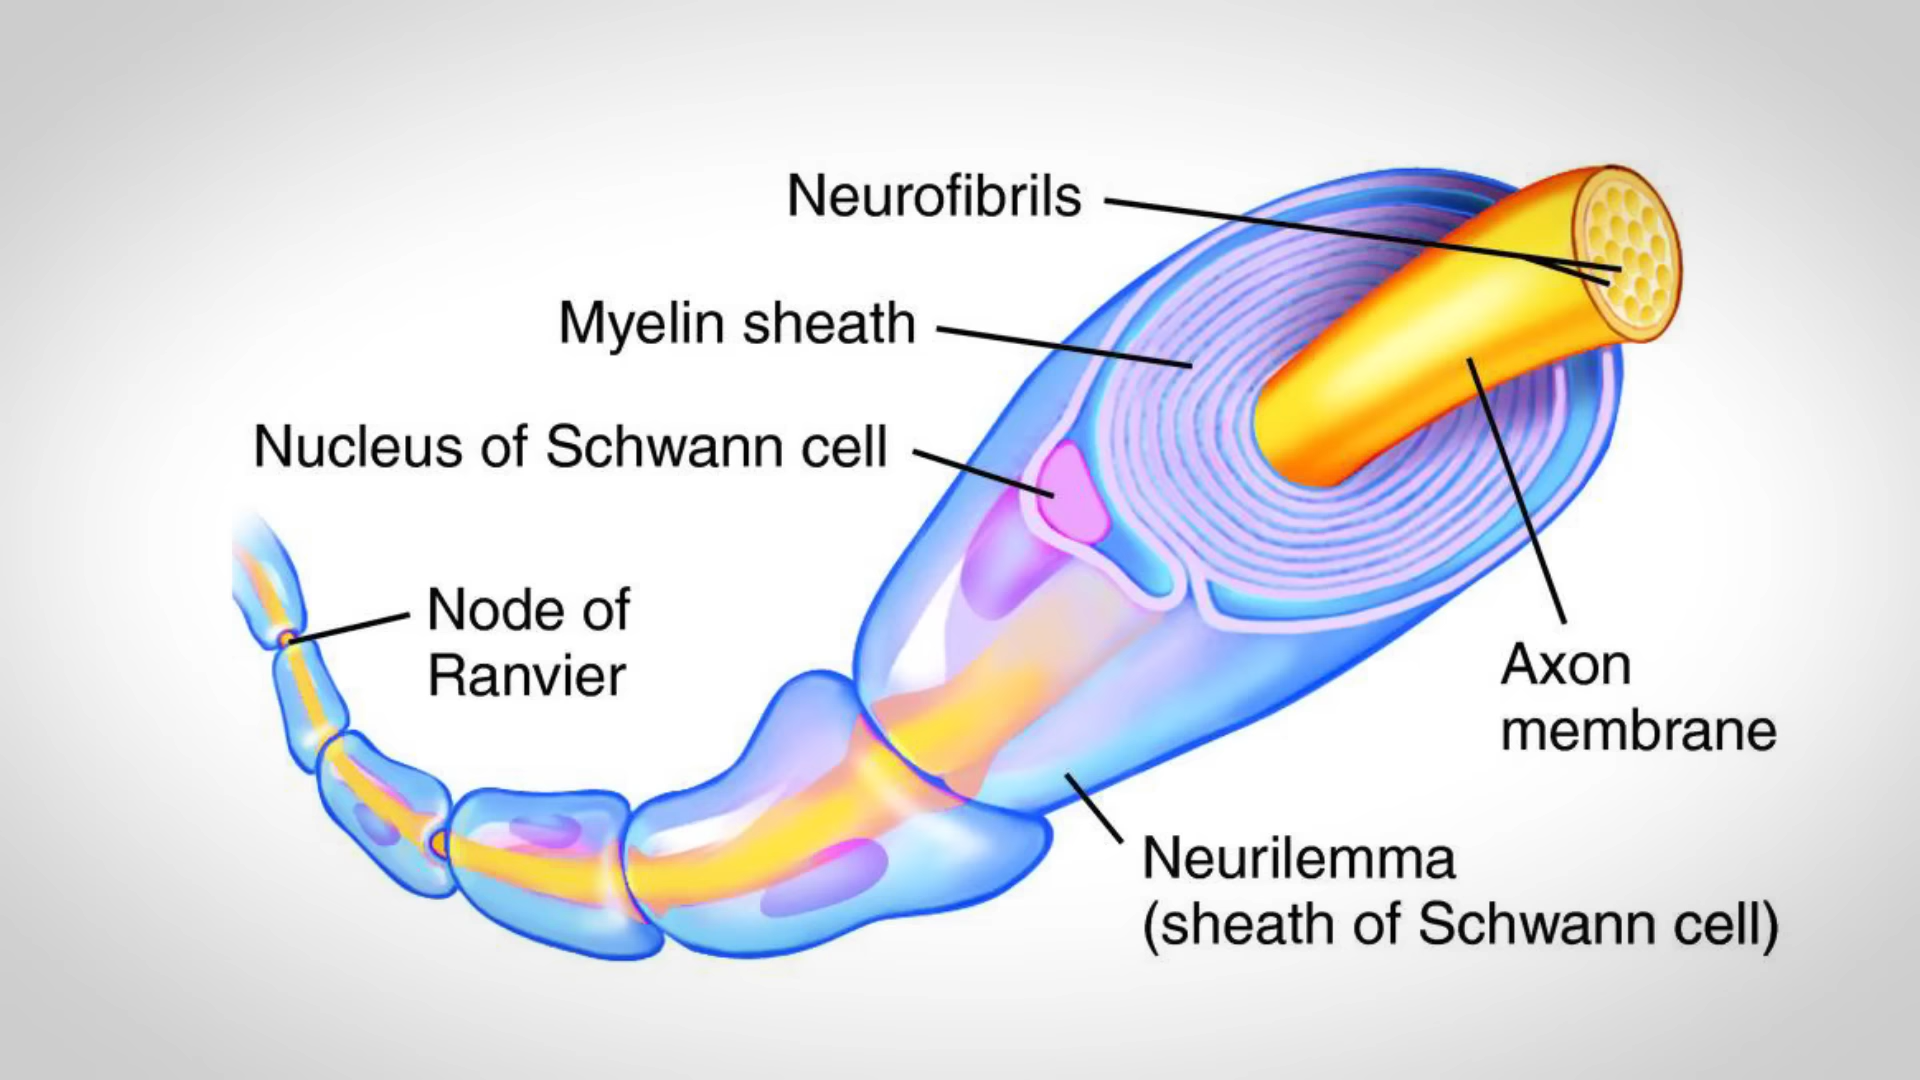 Neurofibrils
Myelin sheath
Nucleus of Schwann cell
Node of
Ranvier
Axon
membrane
Neurilemma
(sheath of Schwann cell)